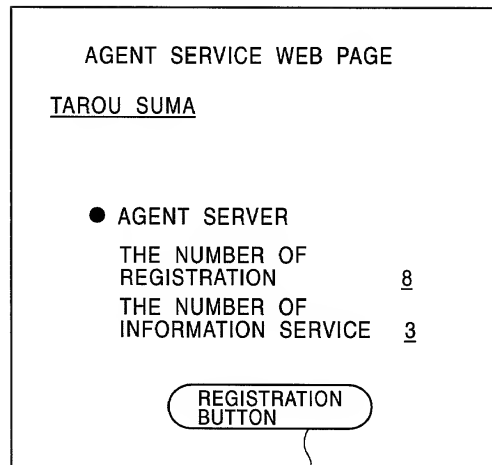 AGENT SERVICE WEB PAGE
TAROU SUMA
● AGENT SERVER
THE NUMBER OF
REGISTRATION 8
THE NUMBER OF
INFORMATION SERVICE 3
REGISTRATION
BUTTON